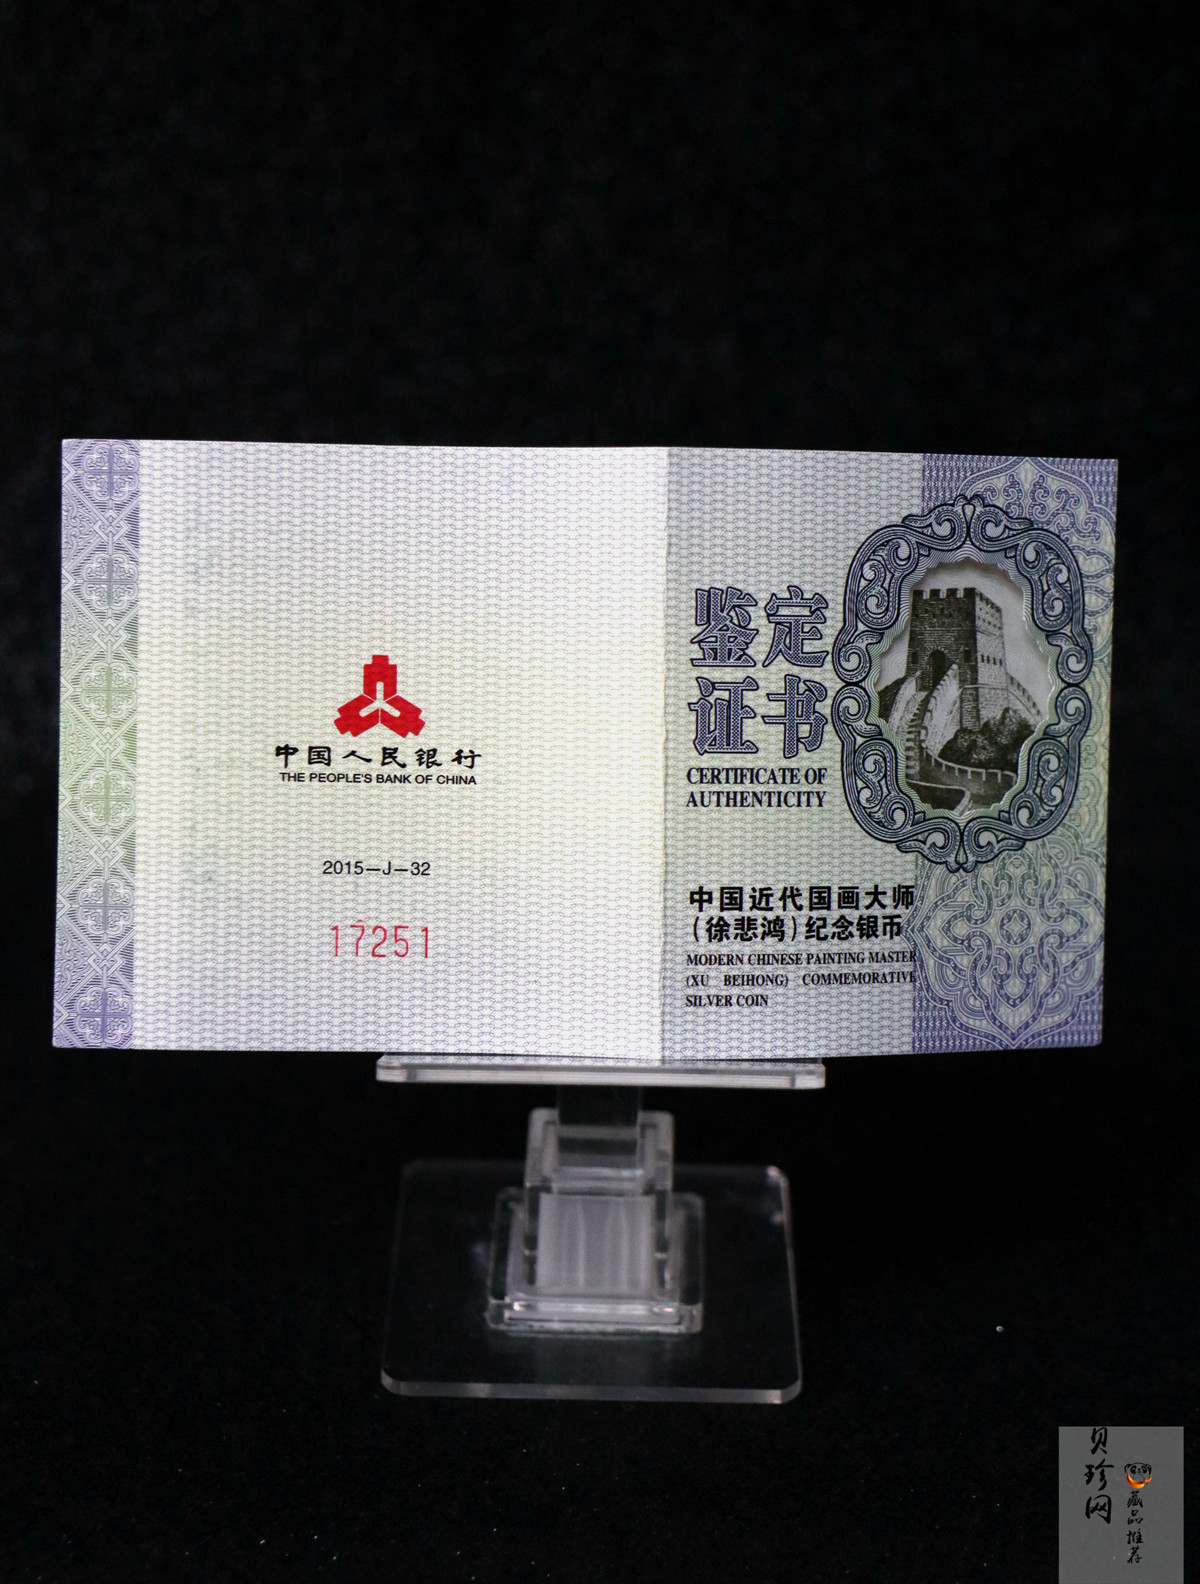 中国人民银行
THE PEOPLE'S BANK OF CHINA
2015—J—32
17251
鉴定
证书
CERTIFICATE OF
AUTHENTICITY
中国近代国画大师
(徐悲鸿)纪念银币
MODERN CHINESE PAINTING MASTER
(XU BEIHONG) COMMEMORATIVE
SILVER COIN
贝珍网
藏品推荐